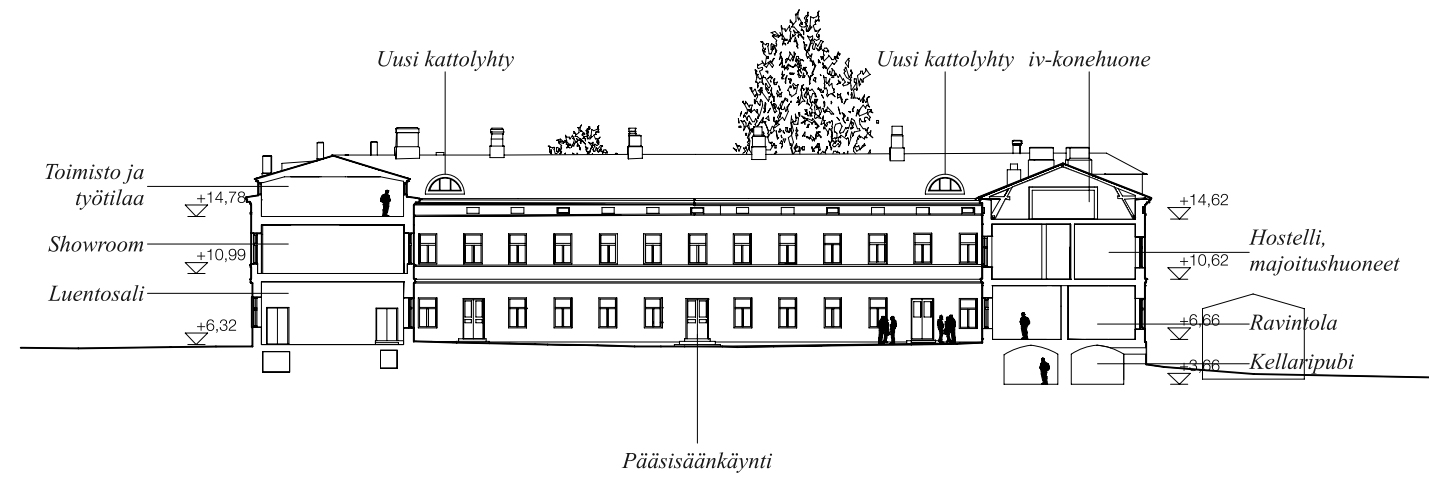 Uusi kattolyhty
Uusi kattolyhty
iv-konehuone
Toimisto ja
työtilaa
+14,78
Showroom
+10,99
Luentosali
+6,32
+14,62
Hostelli,
majoitushuoneet
+10,62
+6,66
Ravintola
+3,66
Kellaripubi
Pääsisäänkäynti